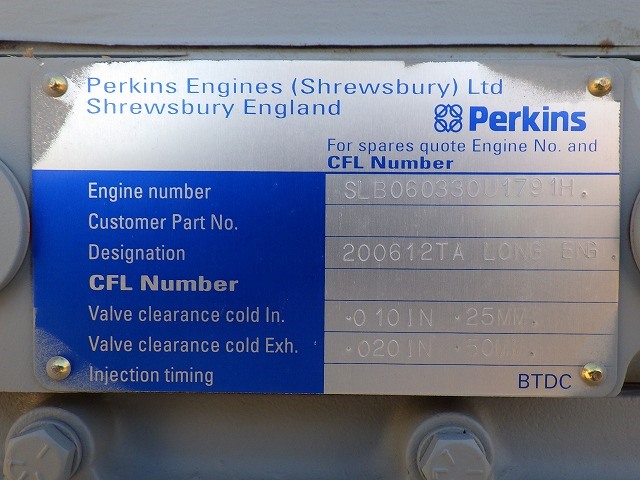 Perkins Engines (Shrewsbury) Ltd
Shrewsbury England
Perkins
For spares quote Engine No. and
CFL Number
Engine number SLB060330U1791H.
Customer Part No.
Designation 200612TA LONG ENG
CFL Number
Valve clearance cold In. .010IN .25MM.
Valve clearance cold Exh. .020IN .50MM.
Injection timing BTDC